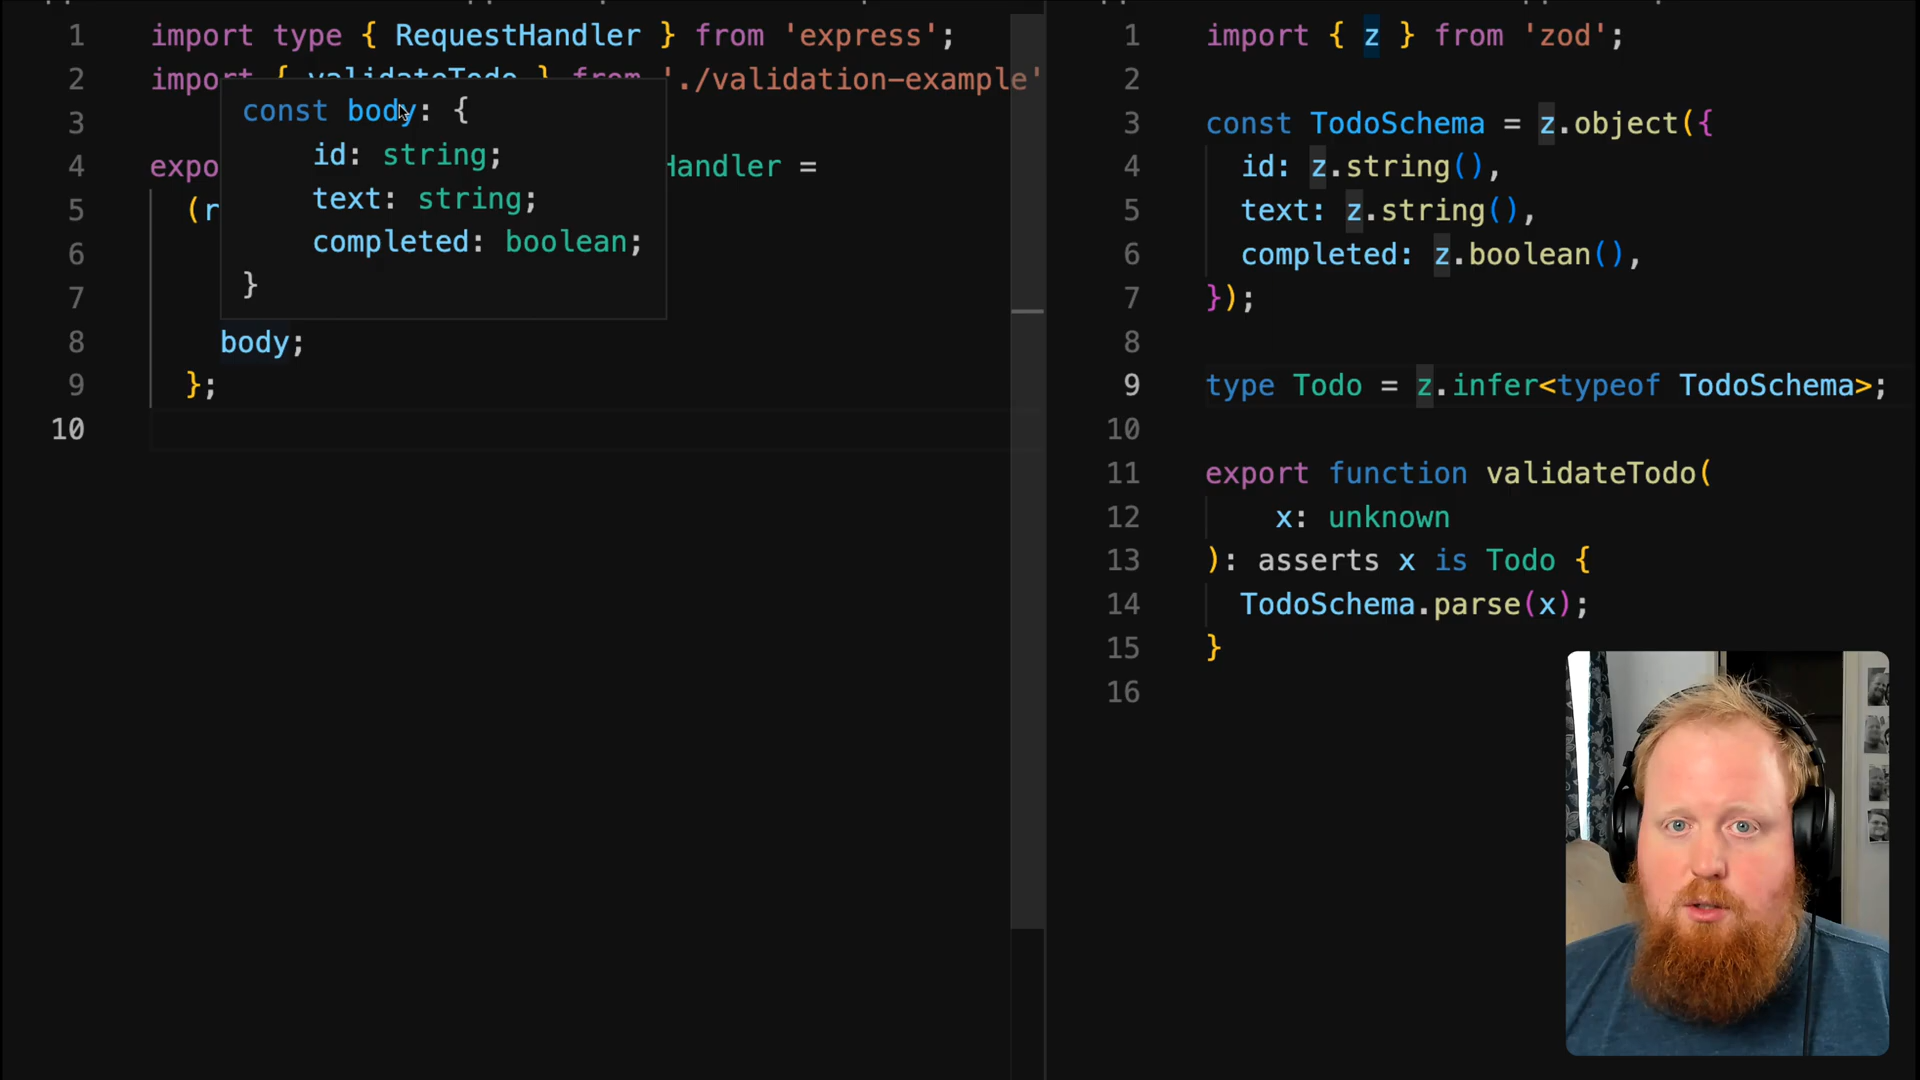 1 import type { RequestHandler } from 'express';
2 import { validateTodo } from './validation-example'
const body: {
id: string;
text: string;
completed: boolean;
}
3
4 expo Handler =
5 (r
6
7
8 body;
9 };
10
1 import { z } from 'zod';
2
3 const TodoSchema = z.object({
4 id: z.string(),
5 text: z.string(),
6 completed: z.boolean(),
7 });
8
9 type Todo = z.infer<typeof TodoSchema>;
10
11 export function validateTodo(
12 x: unknown
13 ): asserts x is Todo {
14 TodoSchema.parse(x);
15 }
16